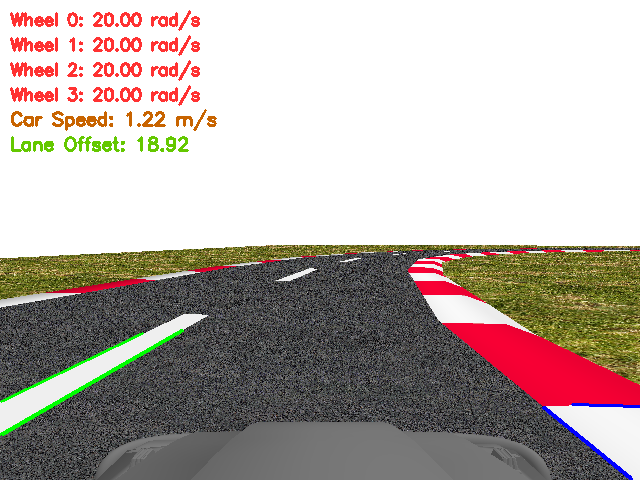 Wheel 0: 20.00 rad/s
Wheel 1: 20.00 rad/s
Wheel 2: 20.00 rad/s
Wheel 3: 20.00 rad/s
Car Speed: 1.22 m/s
Lane Offset: 18.92